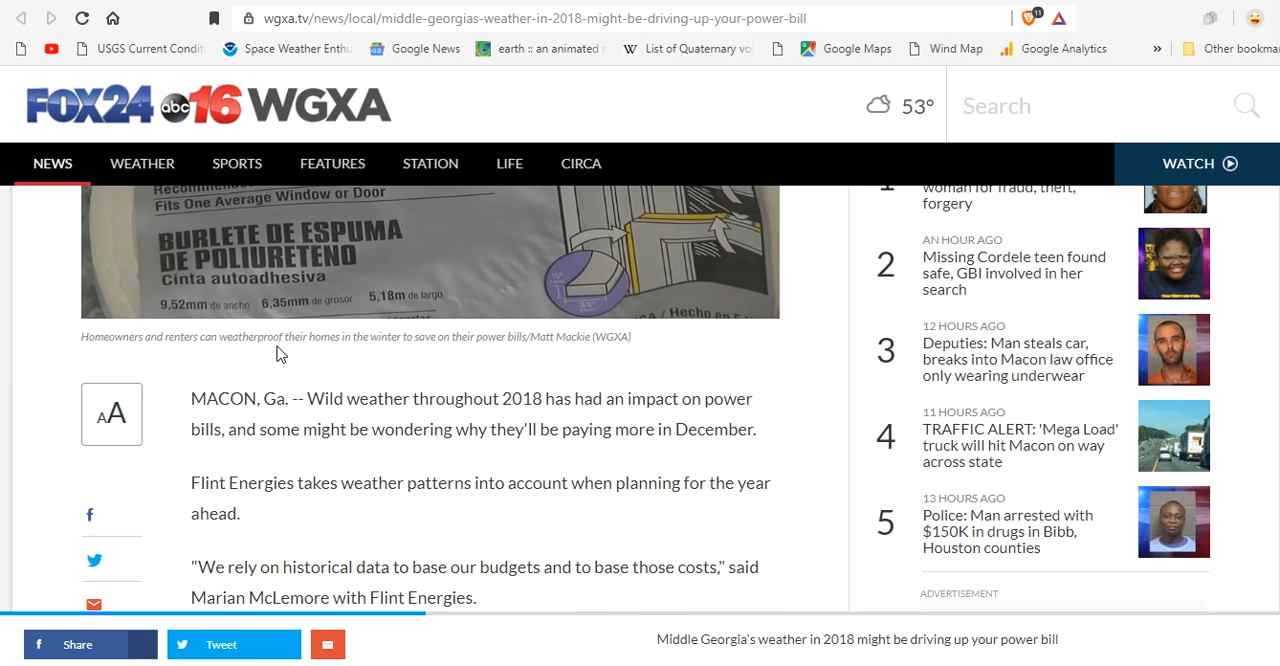 wgxa.tv/news/local/middle-georgias-weather-in-2018-might-be-driving-up-your-power-bill
11
USGS Current Condit
Space Weather Enthu
Google News
earth :: an animated
List of Quaternary vo
Google Maps
Wind Map
Google Analytics
»
Other bookma
FOX24 abc 16 WGXA
53°
Search
NEWS
WEATHER
SPORTS
FEATURES
STATION
LIFE
CIRCA
WATCH
Fits One Average Window or Door
BURLETE DE ESPUMA
DE POLIURETENO
Cinta autoadhesiva
9,52mm de ancho 6,35mm de grosor 5,18m de largo
Homeowners and renters can weatherproof their homes in the winter to save on their power bills/Matt Mackie (WGXA)
AA
MACON, Ga. -- Wild weather throughout 2018 has had an impact on power
bills, and some might be wondering why they'll be paying more in December.
Flint Energies takes weather patterns into account when planning for the year
ahead.
"We rely on historical data to base our budgets and to base those costs," said
Marian McLemore with Flint Energies.
1
woman for fraud, theft,
forgery
2
AN HOUR AGO
Missing Cordele teen found
safe, GBI involved in her
search
3
12 HOURS AGO
Deputies: Man steals car,
breaks into Macon law office
only wearing underwear
4
11 HOURS AGO
TRAFFIC ALERT: 'Mega Load'
truck will hit Macon on way
across state
5
13 HOURS AGO
Police: Man arrested with
$150K in drugs in Bibb,
Houston counties
ADVERTISEMENT
Share
Tweet
Middle Georgia's weather in 2018 might be driving up your power bill